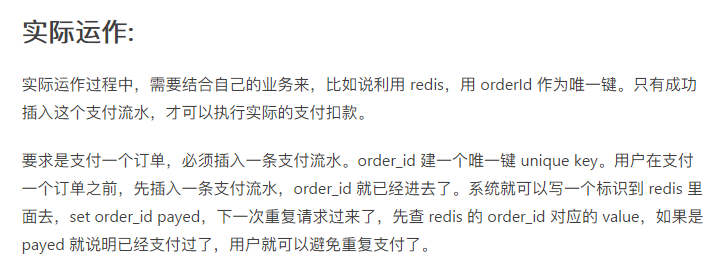 实际运作:
实际运作过程中，需要结合自己的业务来，比如说利用 redis，用 orderId 作为唯一键。只有成功
插入这个支付流水，才可以执行实际的支付扣款。
要求是支付一个订单，必须插入一条支付流水。order_id 建一个唯一键 unique key。用户在支付
一个订单之前，先插入一条支付流水，order_id 就已经进去了。系统就可以写一个标识到 redis 里
面去，set order_id payed，下一次重复请求过来了，先查 redis 的 order_id 对应的 value，如果是
payed 就说明已经支付过了，用户就可以避免重复支付了。